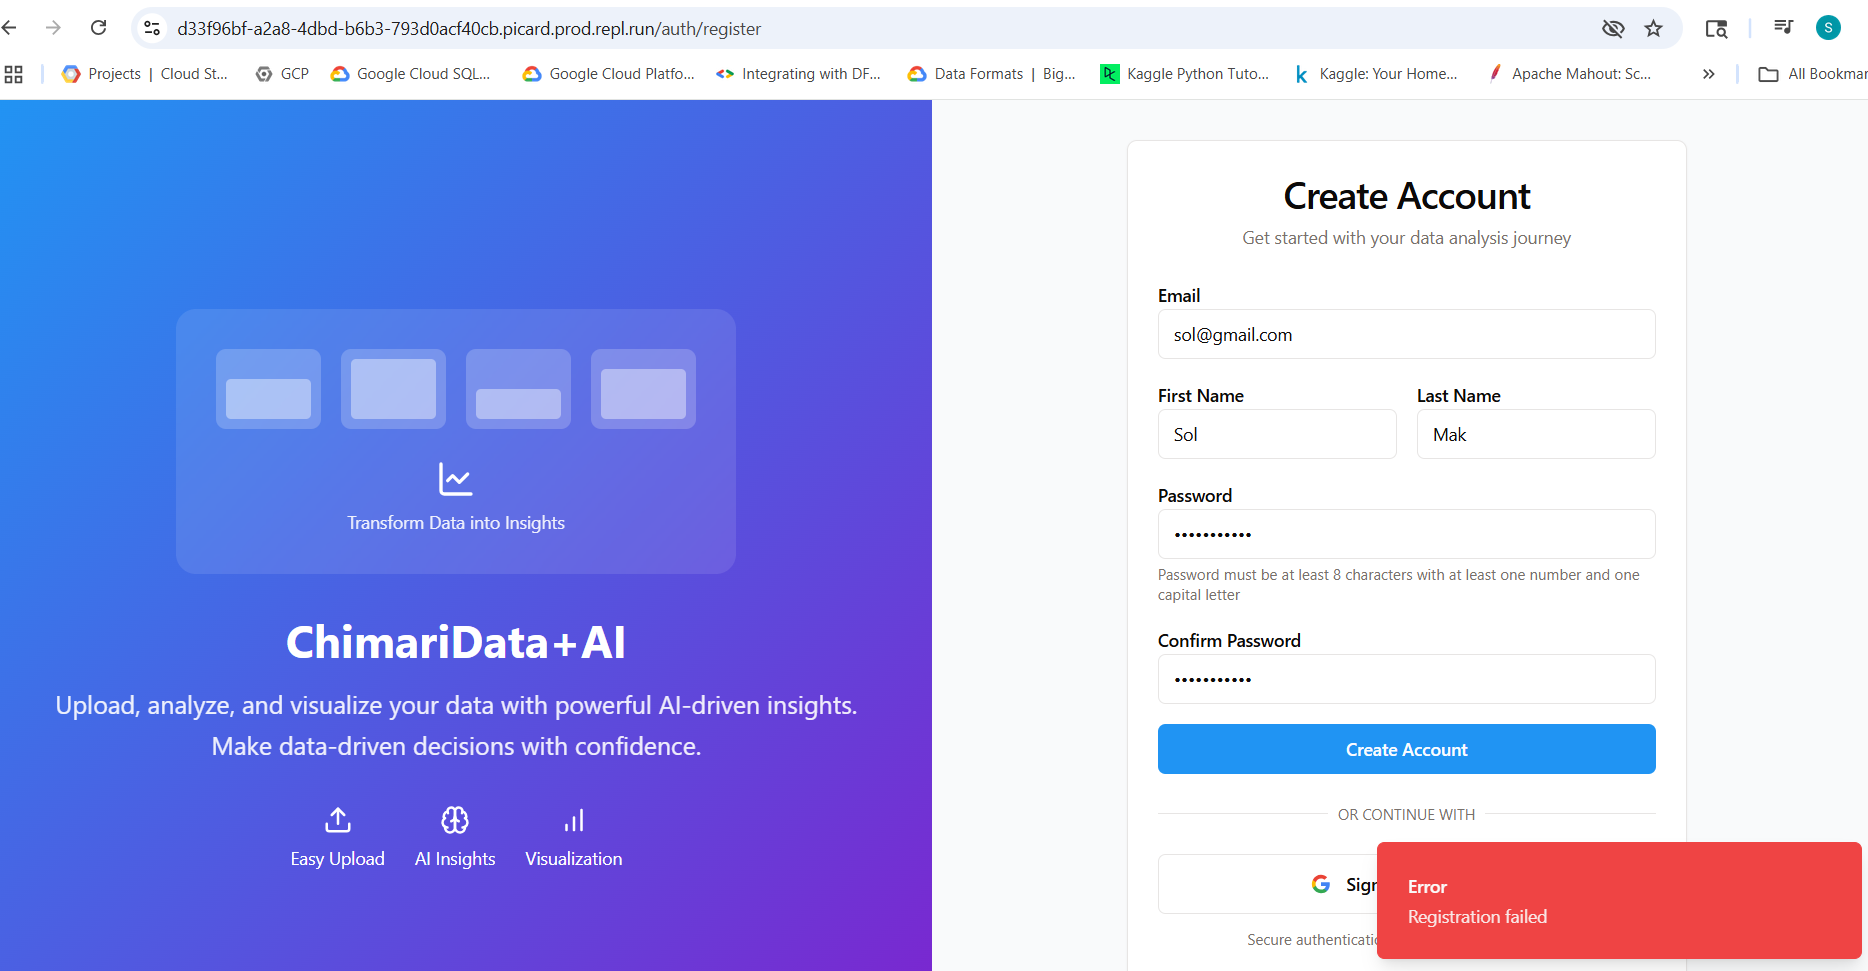 d33f96bf-a2a8-4dbd-b6b3-793d0acf40cb.picard.prod.repl.run/auth/register
S
Projects | Cloud St...
GCP
Google Cloud SQL...
Google Cloud Platfo...
Integrating with DF...
Data Formats | Big...
DC
Kaggle Python Tuto...
k
Kaggle: Your Home...
Apache Mahout: Sc...
»
All Bookmar
Transform Data into Insights
ChimariData+AI
Upload, analyze, and visualize your data with powerful AI-driven insights.
Make data-driven decisions with confidence.
Easy Upload
AI Insights
Visualization
Create Account
Get started with your data analysis journey
Email
sol@gmail.com
First Name
Last Name
Sol
Mak
Password
•••••••••••
Password must be at least 8 characters with at least one number and one
capital letter
Confirm Password
•••••••••••
Create Account
OR CONTINUE WITH
G
Sign
Secure authentication
Error
Registration failed